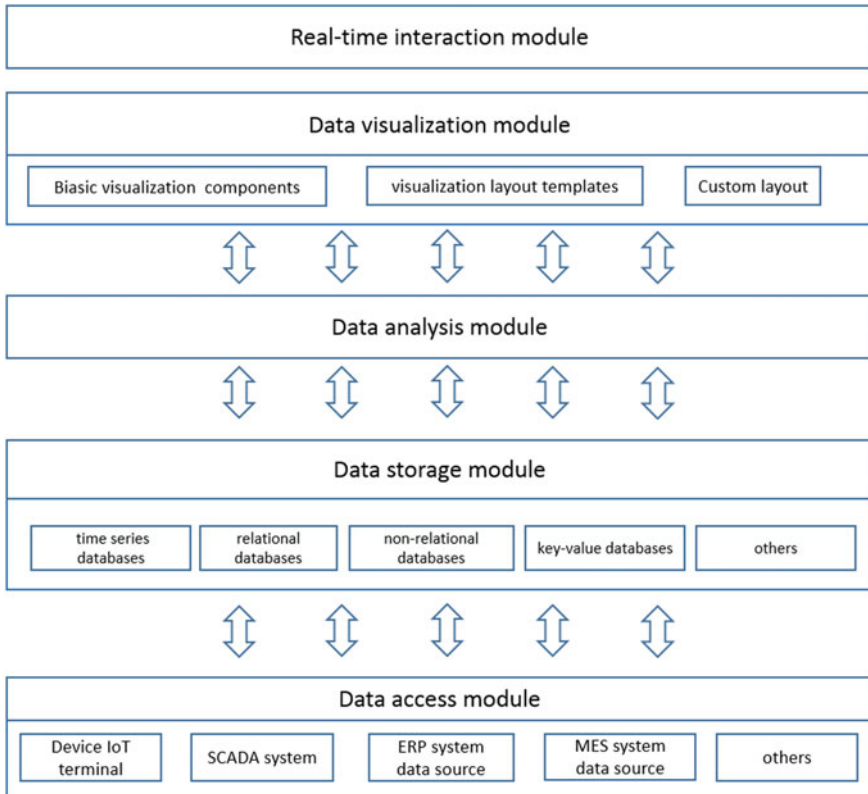 Real-time interaction module
Data visualization module
Biasic visualization components
visualization layout templates
Custom layout
Data analysis module
Data storage module
time series
databases
relational
databases
non-relational
databases
key-value databases
others
Data access module
Device IoT
terminal
SCADA system
ERP system
data source
MES system
data source
others